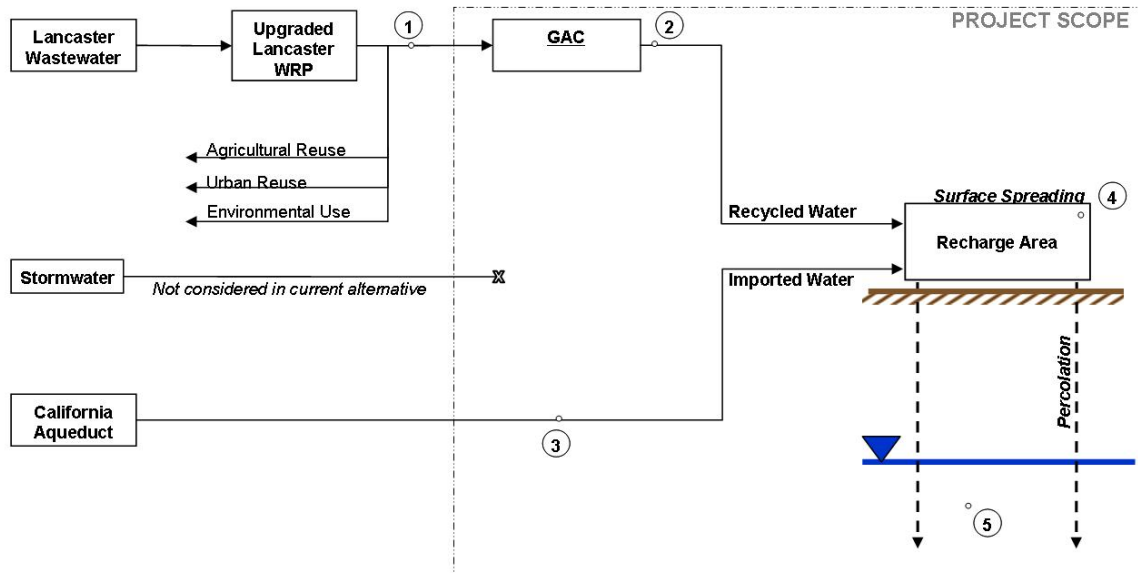 PROJECT SCOPE
Lancaster
Wastewater
Upgraded
Lancaster
WRP
1
GAC
2
Agricultural Reuse
Urban Reuse
Environmental Use
Recycled Water
Surface Spreading
4
Recharge Area
Stormwater
Not considered in current alternative
X
Imported Water
Percolation
California
Aqueduct
3
5